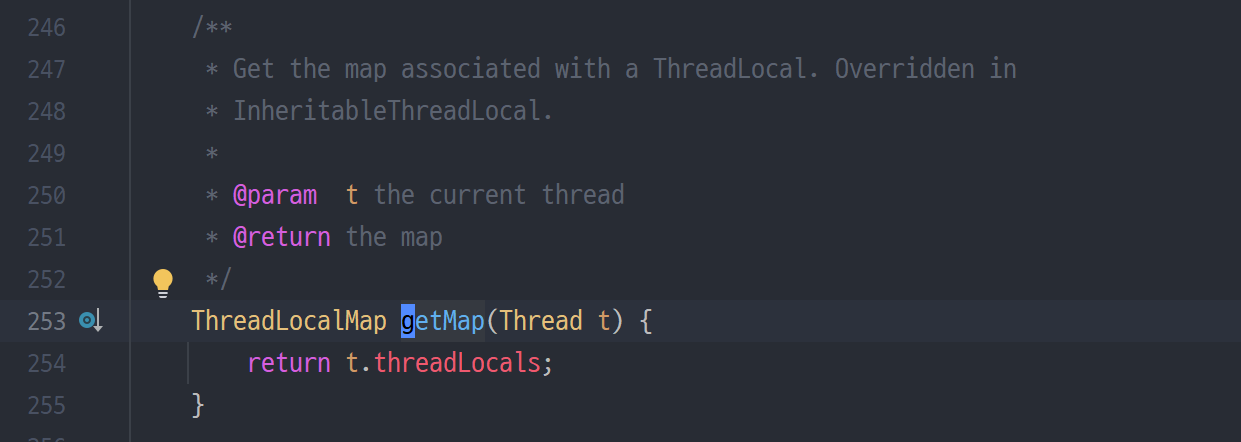 246 /**
247 * Get the map associated with a ThreadLocal. Overridden in
248 * InheritableThreadLocal.
249 *
250 * @param  t the current thread
251 * @return the map
252 */
253 ThreadLocalMap getMap(Thread t) {
254 return t.threadLocals;
255 }
256